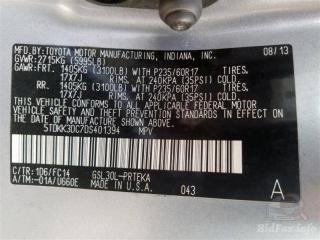 MFD. BY: TOYOTA MOTOR MANUFACTURING, INDIANA, INC. 08/13
GVWR: 2715KG (5995LB)
GAWR: FRT. 1405KG (3100LB) WITH P235/60R17 TIRES.
17X7J RIMS, AT 240KPA (35PSI) COLD.
RR. 1405KG (3100LB) WITH P235/60R17 TIRES.
17X7J RIMS, AT 240KPA (35PSI) COLD.
THIS VEHICLE CONFORMS TO ALL APPLICABLE FEDERAL MOTOR
VEHICLE SAFETY STANDARDS IN EFFECT ON THE DATE OF
MANUFACTURE SHOWN ABOVE.
5TDKK3DC7DS401394 MPV
C/TR: 1D6/FC14 GSL30L-PRTEKA A
A/TM: -01A/U660E MADE IN U.S.A. 043
BidFax.info